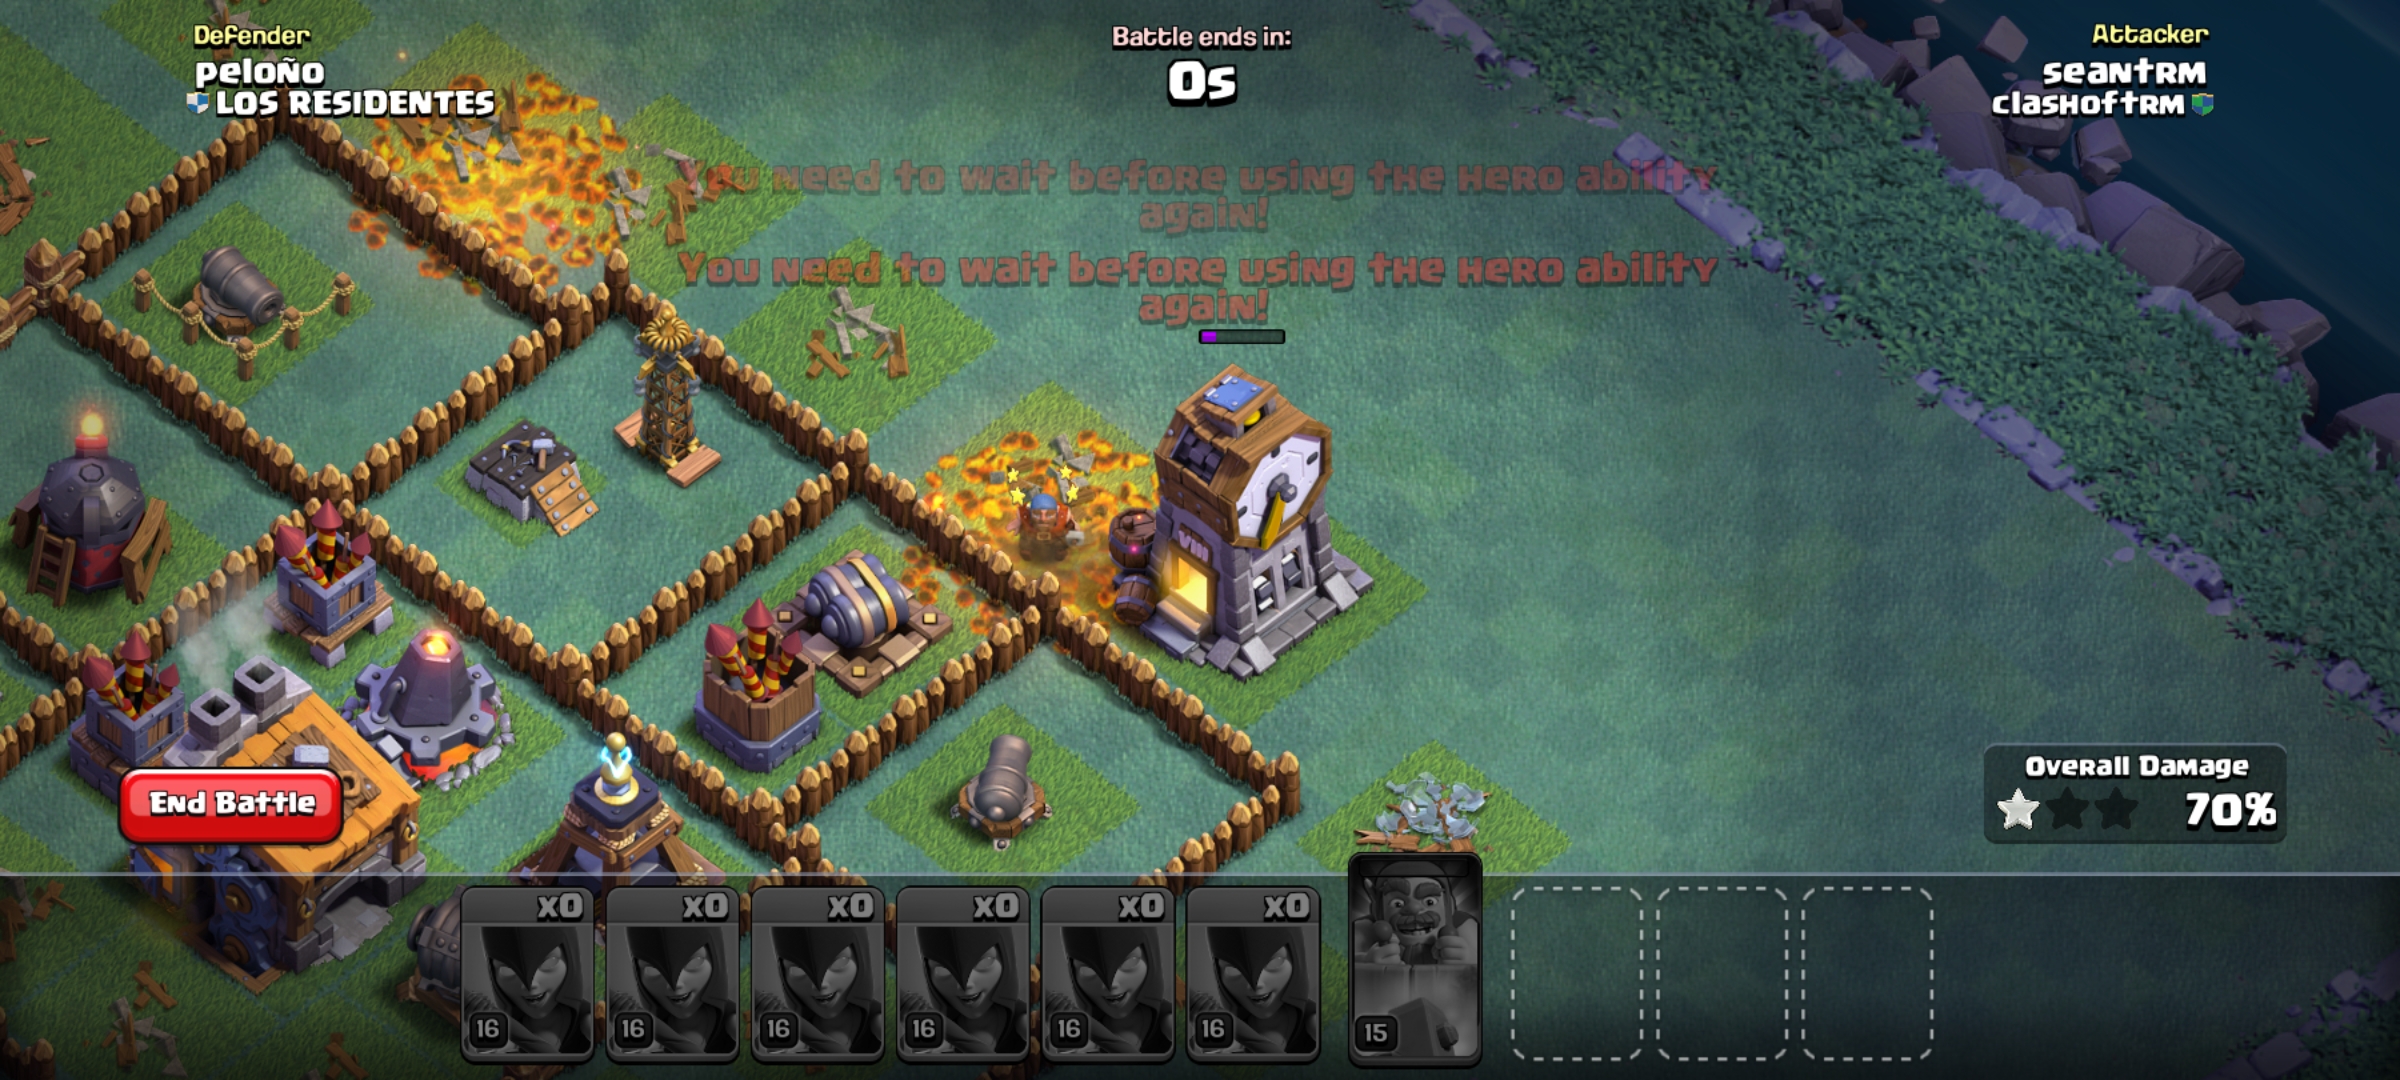 Defender
peloño
LOS RESIDENTES
Battle ends in:
0s
Attacker
seantRM
clashoftRM
You need to wait before using the Hero ability
again!
You need to wait before using the Hero ability
again!
VIII
End Battle
Overall Damage
70%
x0 x0 x0 x0 x0 x0
16 16 16 16 16 16 15